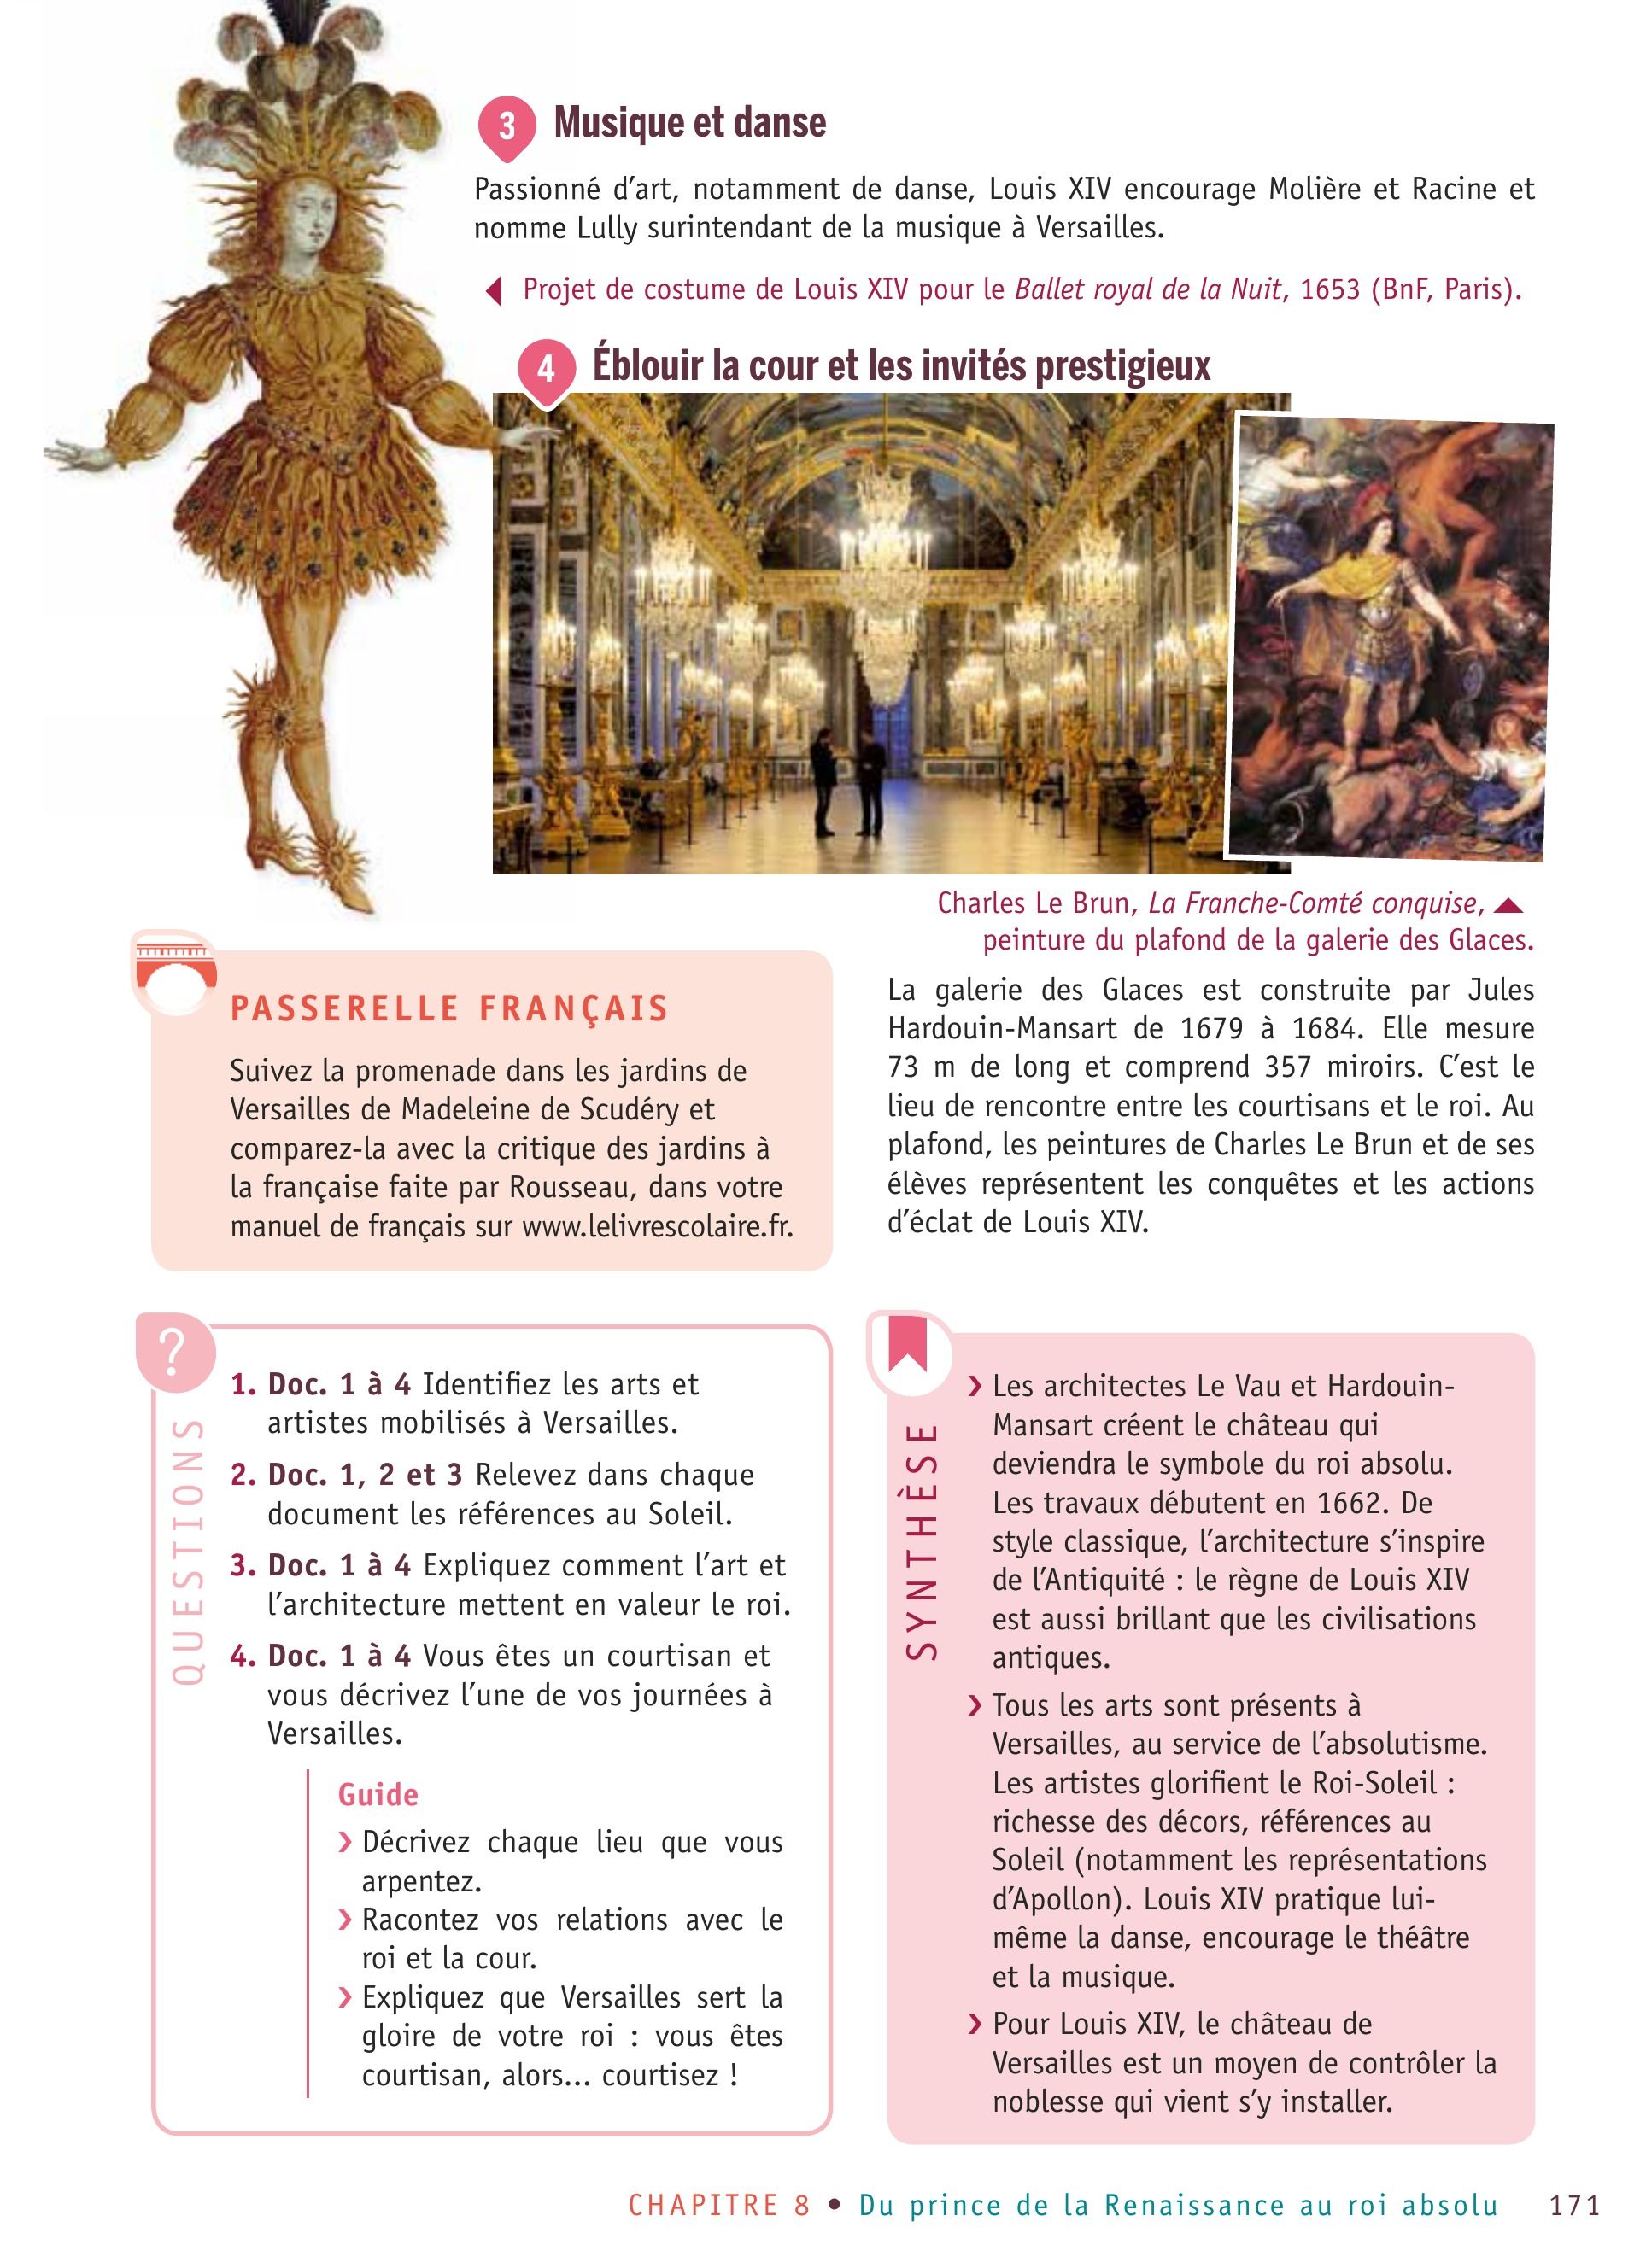 3 Musique et danse
Passionné d’art, notamment de danse, Louis XIV encourage Molière et Racine et
nomme Lully surintendant de la musique à Versailles.
Projet de costume de Louis XIV pour le Ballet royal de la Nuit, 1653 (BnF, Paris).
4 Éblouir la cour et les invités prestigieux
Charles Le Brun, La Franche-Comté conquise,
peinture du plafond de la galerie des Glaces.
La galerie des Glaces est construite par Jules
Hardouin-Mansart de 1679 à 1684. Elle mesure
73 m de long et comprend 357 miroirs. C’est le
lieu de rencontre entre les courtisans et le roi. Au
plafond, les peintures de Charles Le Brun et de ses
élèves représentent les conquêtes et les actions
d’éclat de Louis XIV.
PASSERELLE FRANÇAIS
Suivez la promenade dans les jardins de
Versailles de Madeleine de Scudéry et
comparez-la avec la critique des jardins à
la française faite par Rousseau, dans votre
manuel de français sur www.lelivrescolaire.fr.
?
QUESTIONS
1. Doc. 1 à 4 Identifiez les arts et
artistes mobilisés à Versailles.
2. Doc. 1, 2 et 3 Relevez dans chaque
document les références au Soleil.
3. Doc. 1 à 4 Expliquez comment l’art et
l’architecture mettent en valeur le roi.
4. Doc. 1 à 4 Vous êtes un courtisan et
vous décrivez l’une de vos journées à
Versailles.
Guide
› Décrivez chaque lieu que vous
arpentez.
› Racontez vos relations avec le
roi et la cour.
› Expliquez que Versailles sert la
gloire de votre roi : vous êtes
courtisan, alors... courtisez !
SYNTHÈSE
› Les architectes Le Vau et Hardouin-
Mansart créent le château qui
deviendra le symbole du roi absolu.
Les travaux débutent en 1662. De
style classique, l’architecture s’inspire
de l’Antiquité : le règne de Louis XIV
est aussi brillant que les civilisations
antiques.
› Tous les arts sont présents à
Versailles, au service de l’absolutisme.
Les artistes glorifient le Roi-Soleil :
richesse des décors, références au
Soleil (notamment les représentations
d’Apollon). Louis XIV pratique lui-
même la danse, encourage le théâtre
et la musique.
› Pour Louis XIV, le château de
Versailles est un moyen de contrôler la
noblesse qui vient s’y installer.
CHAPITRE 8 • Du prince de la Renaissance au roi absolu 171